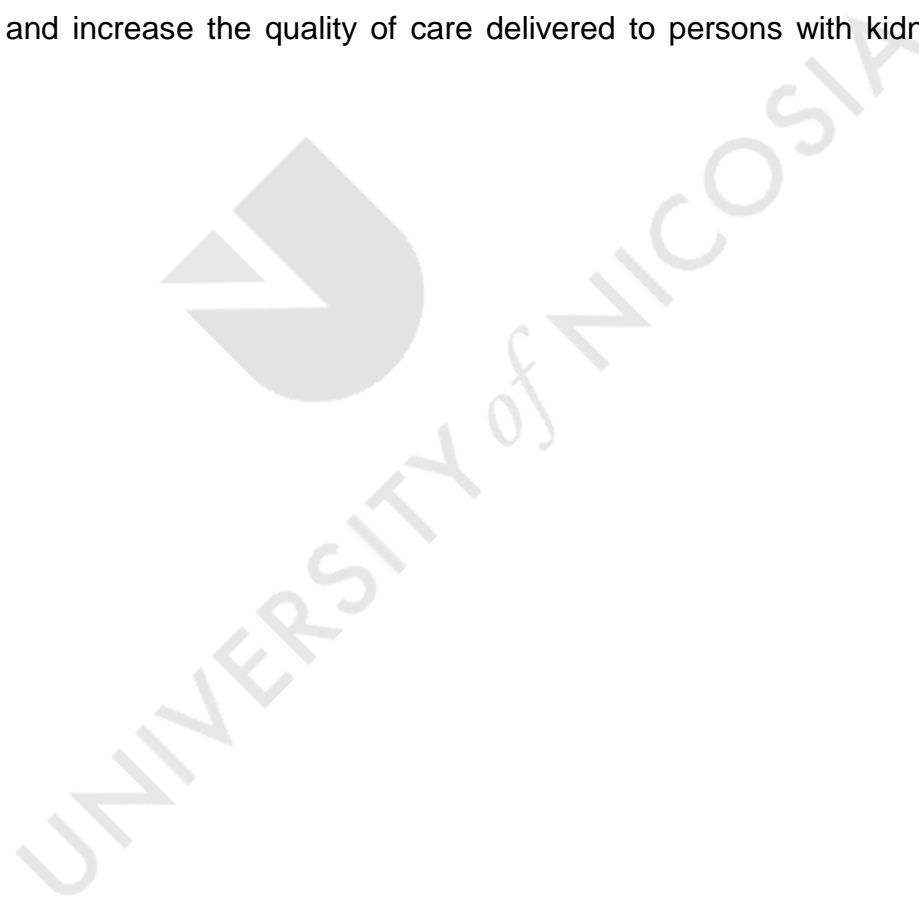 and increase the quality of care delivered to persons with
UNIVERSITY of NICOSIA